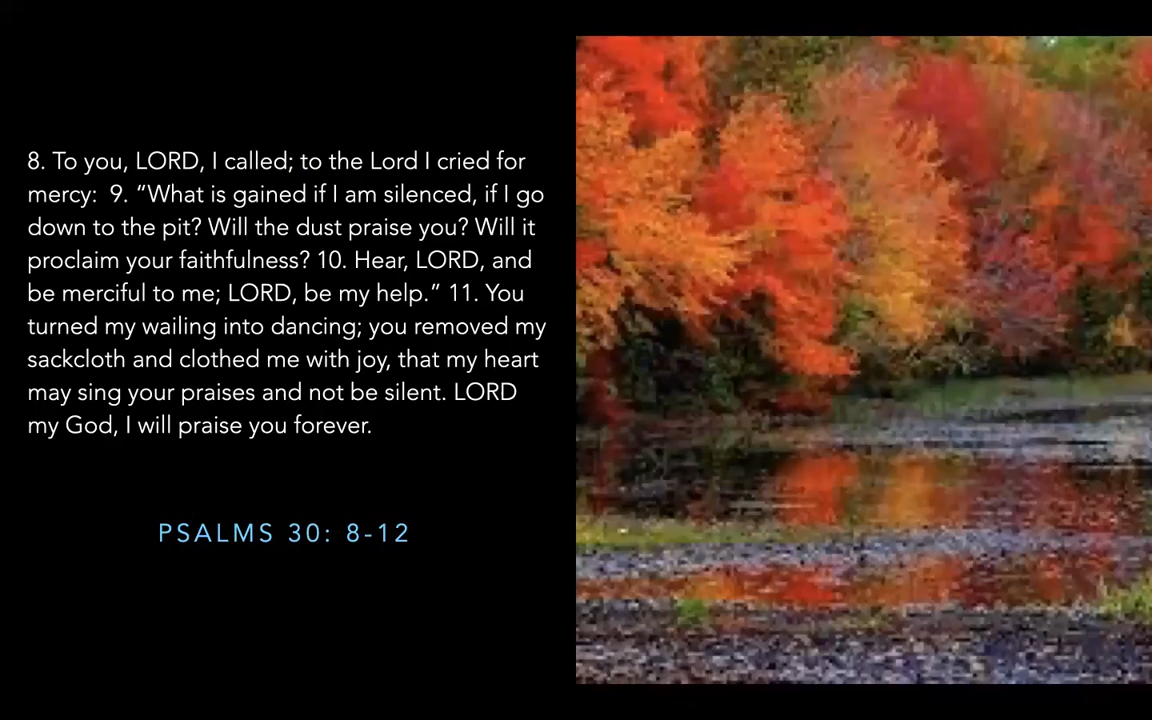 8. To you, LORD, I called; to the Lord I cried for
mercy:  9. “What is gained if I am silenced, if I go
down to the pit? Will the dust praise you? Will it
proclaim your faithfulness? 10. Hear, LORD, and
be merciful to me; LORD, be my help.” 11. You
turned my wailing into dancing; you removed my
sackcloth and clothed me with joy, that my heart
may sing your praises and not be silent. LORD
my God, I will praise you forever.
PSALMS 30: 8-12